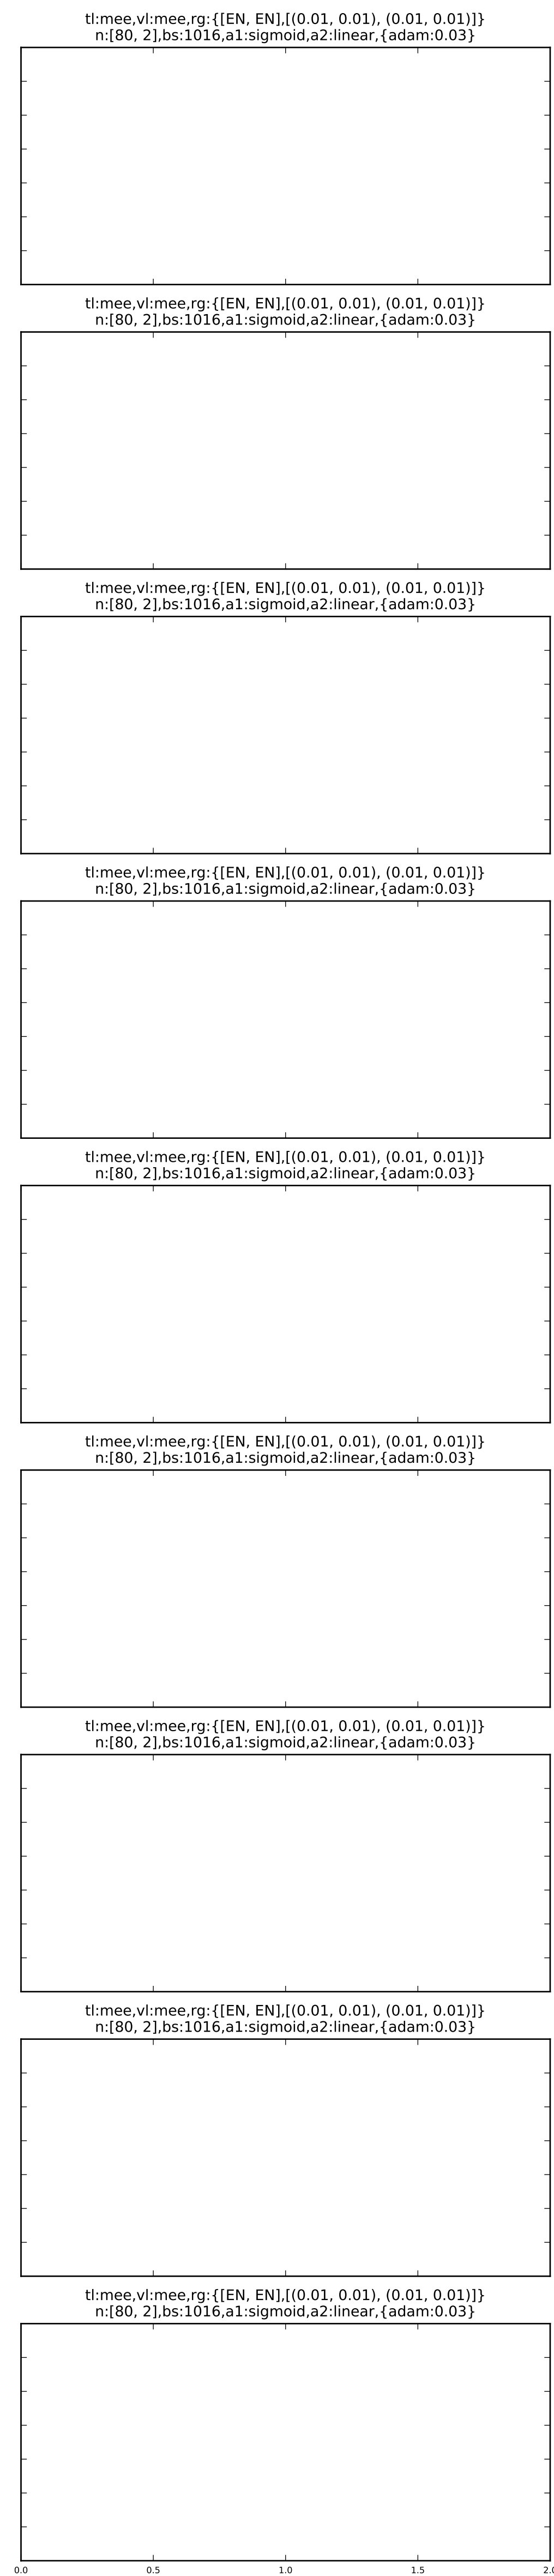 tl:mee,vl:mee,rg:{[EN, EN],[(0.01, 0.01), (0.01, 0.01)]}
n:[80, 2],bs:1016,a1:sigmoid,a2:linear,{adam:0.03}
tl:mee,vl:mee,rg:{[EN, EN],[(0.01, 0.01), (0.01, 0.01)]}
n:[80, 2],bs:1016,a1:sigmoid,a2:linear,{adam:0.03}
tl:mee,vl:mee,rg:{[EN, EN],[(0.01, 0.01), (0.01, 0.01)]}
n:[80, 2],bs:1016,a1:sigmoid,a2:linear,{adam:0.03}
tl:mee,vl:mee,rg:{[EN, EN],[(0.01, 0.01), (0.01, 0.01)]}
n:[80, 2],bs:1016,a1:sigmoid,a2:linear,{adam:0.03}
tl:mee,vl:mee,rg:{[EN, EN],[(0.01, 0.01), (0.01, 0.01)]}
n:[80, 2],bs:1016,a1:sigmoid,a2:linear,{adam:0.03}
tl:mee,vl:mee,rg:{[EN, EN],[(0.01, 0.01), (0.01, 0.01)]}
n:[80, 2],bs:1016,a1:sigmoid,a2:linear,{adam:0.03}
tl:mee,vl:mee,rg:{[EN, EN],[(0.01, 0.01), (0.01, 0.01)]}
n:[80, 2],bs:1016,a1:sigmoid,a2:linear,{adam:0.03}
tl:mee,vl:mee,rg:{[EN, EN],[(0.01, 0.01), (0.01, 0.01)]}
n:[80, 2],bs:1016,a1:sigmoid,a2:linear,{adam:0.03}
tl:mee,vl:mee,rg:{[EN, EN],[(0.01, 0.01), (0.01, 0.01)]}
n:[80, 2],bs:1016,a1:sigmoid,a2:linear,{adam:0.03}
0.0 0.5 1.0 1.5 2.0